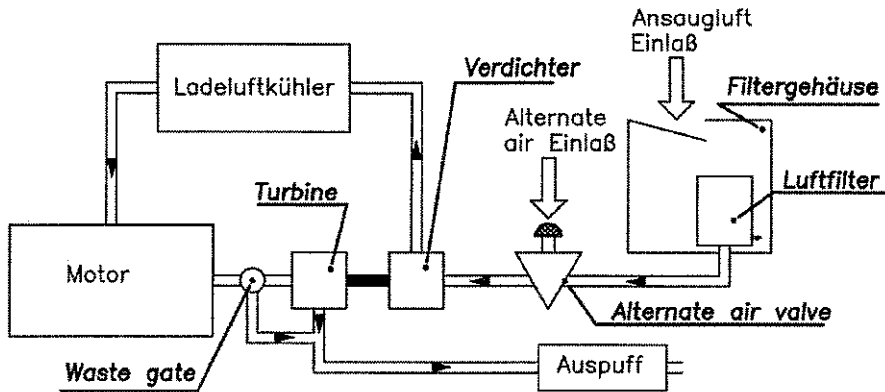 Ansaugluft
Einlaß
Ladeluftkühler
Verdichter
Filtergehäuse
Alternate
air Einlaß
Turbine
Luftfilter
Motor
Alternate air valve
Waste gate
Auspuff